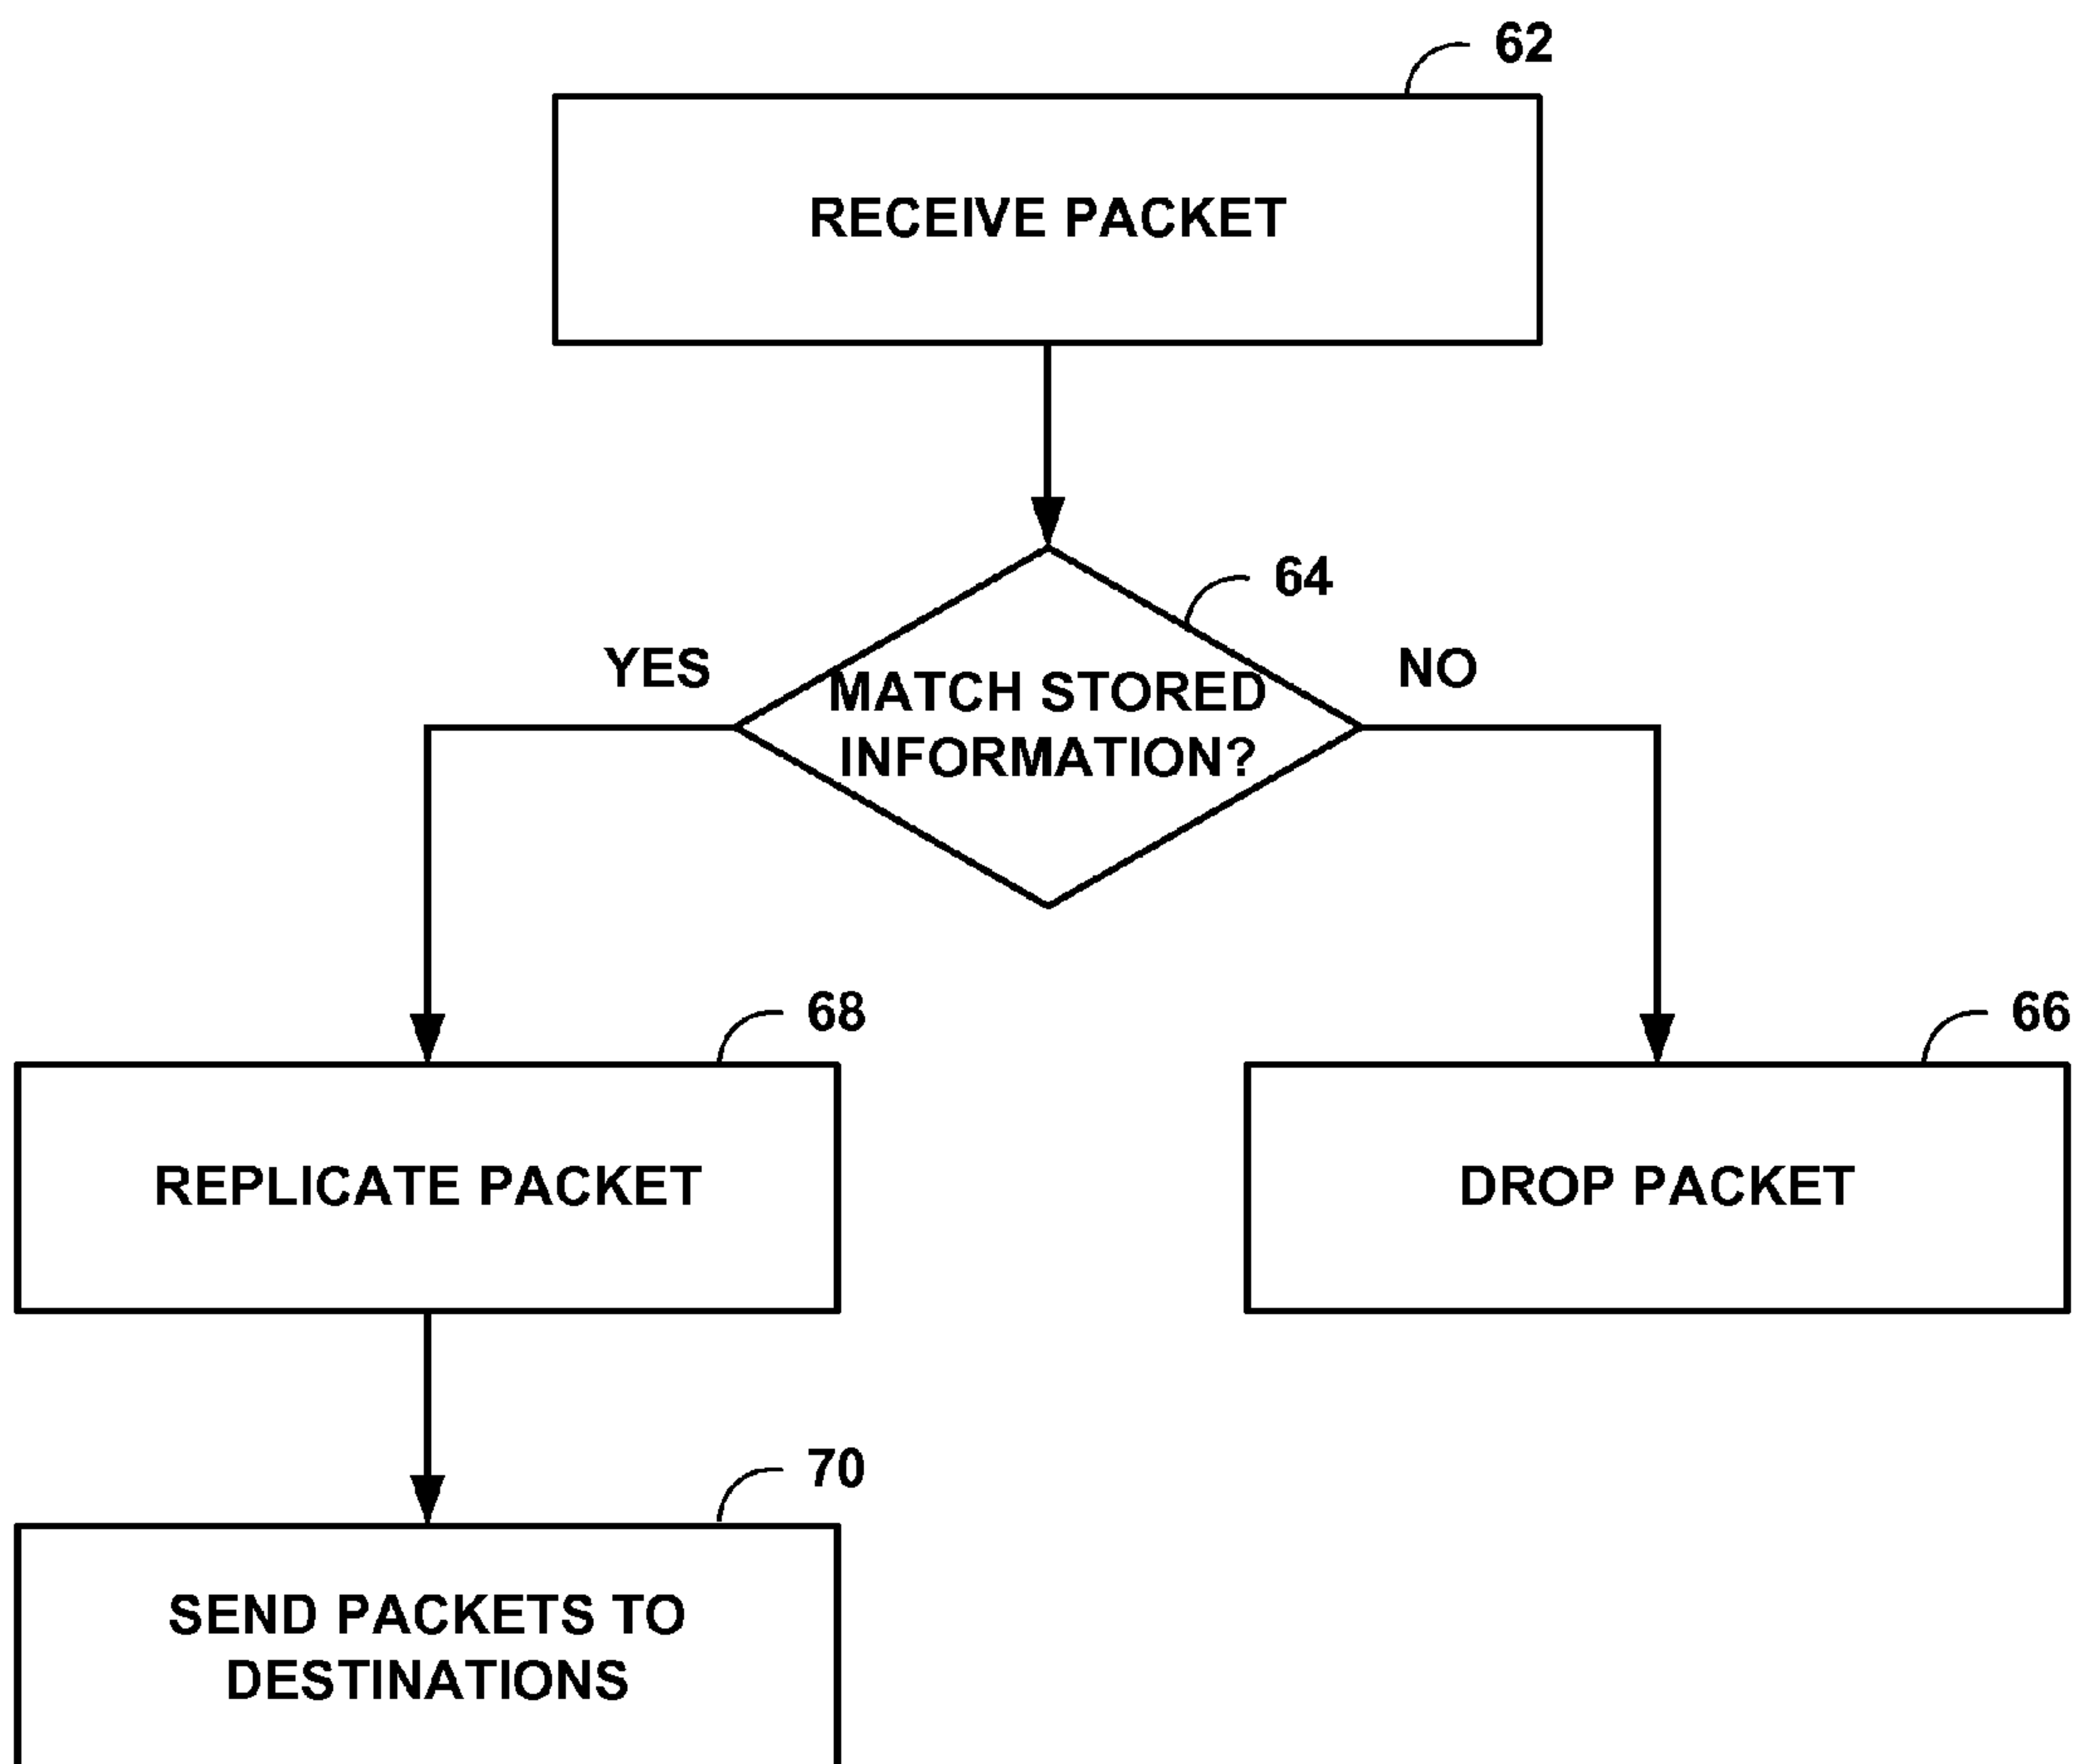 62
RECEIVE PACKET
64
YES
NO
MATCH STORED
INFORMATION?
68
66
REPLICATE PACKET
DROP PACKET
70
SEND PACKETS TO
DESTINATIONS